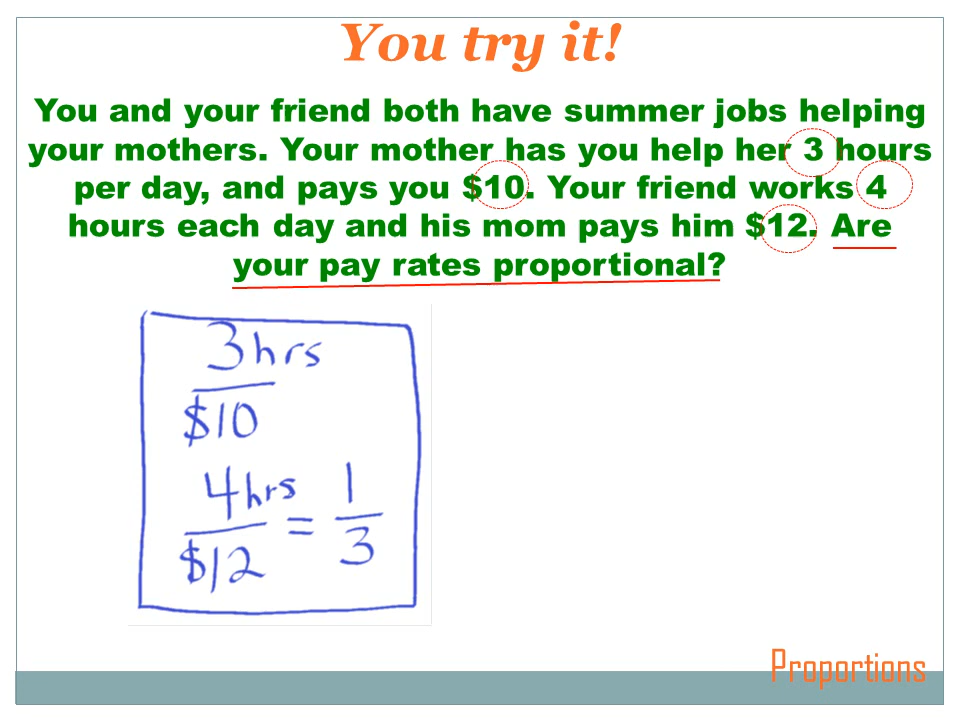 You try it!
You and your friend both have summer jobs helping
your mothers. Your mother has you help her 3 hours
per day, and pays you $10. Your friend works 4
hours each day and his mom pays him $12. Are
your pay rates proportional?
3hrs
$10
4hrs = 1
$12 3
Proportions